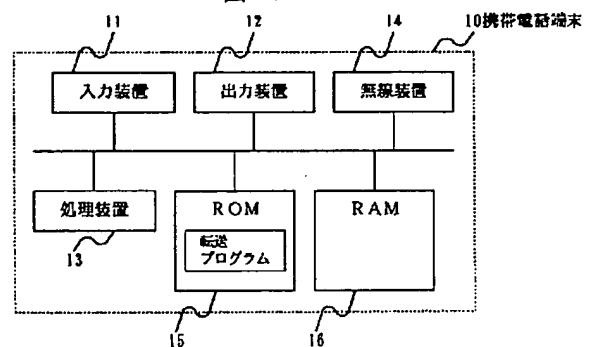 11
12
14
10携帯電話端末
入力装置
出力装置
無線装置
処理装置
ROM
RAM
転送
プログラム
13
15
16